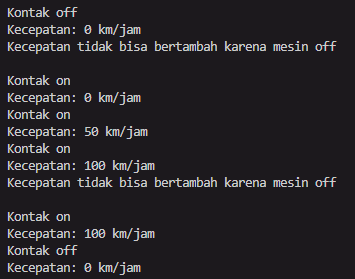 Kontak off
Kecepatan: 0 km/jam
Kecepatan tidak bisa bertambah karena mesin off

Kontak on
Kecepatan: 0 km/jam
Kontak on
Kecepatan: 50 km/jam
Kontak on
Kecepatan: 100 km/jam
Kecepatan tidak bisa bertambah karena mesin off

Kontak on
Kecepatan: 100 km/jam
Kontak off
Kecepatan: 0 km/jam